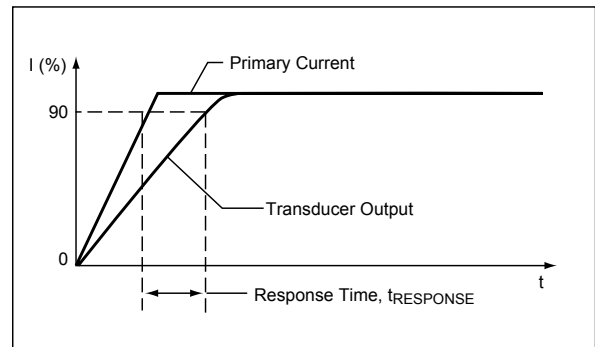 I (%)
Primary Current
90
Transducer Output
0
t
Response Time, tRESPONSE